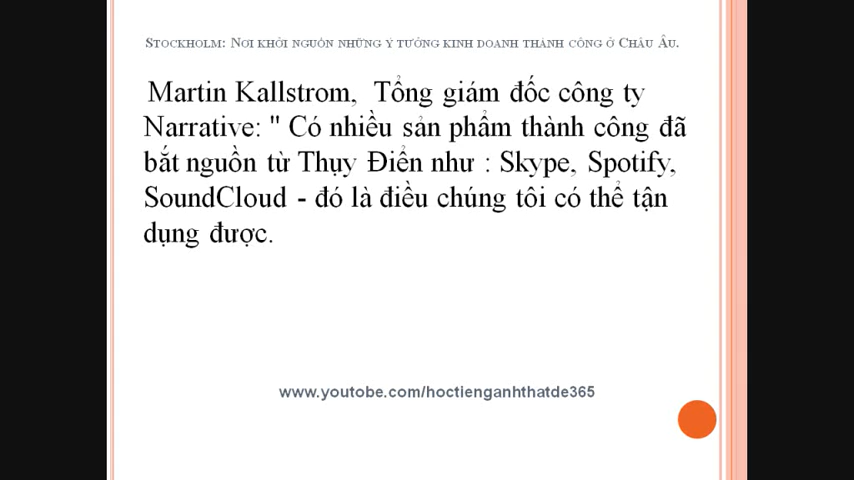 STOCKHOLM: NƠI KHỞI NGUỒN NHỮNG Ý TƯỞNG KINH DOANH THÀNH CÔNG Ở CHÂU ÂU.
Martin Kallstrom, Tổng giám đốc công ty
Narrative: " Có nhiều sản phẩm thành công đã
bắt nguồn từ Thụy Điển như : Skype, Spotify,
SoundCloud - đó là điều chúng tôi có thể tận
dụng được.
www.youtobe.com/hoctienganhthatde365